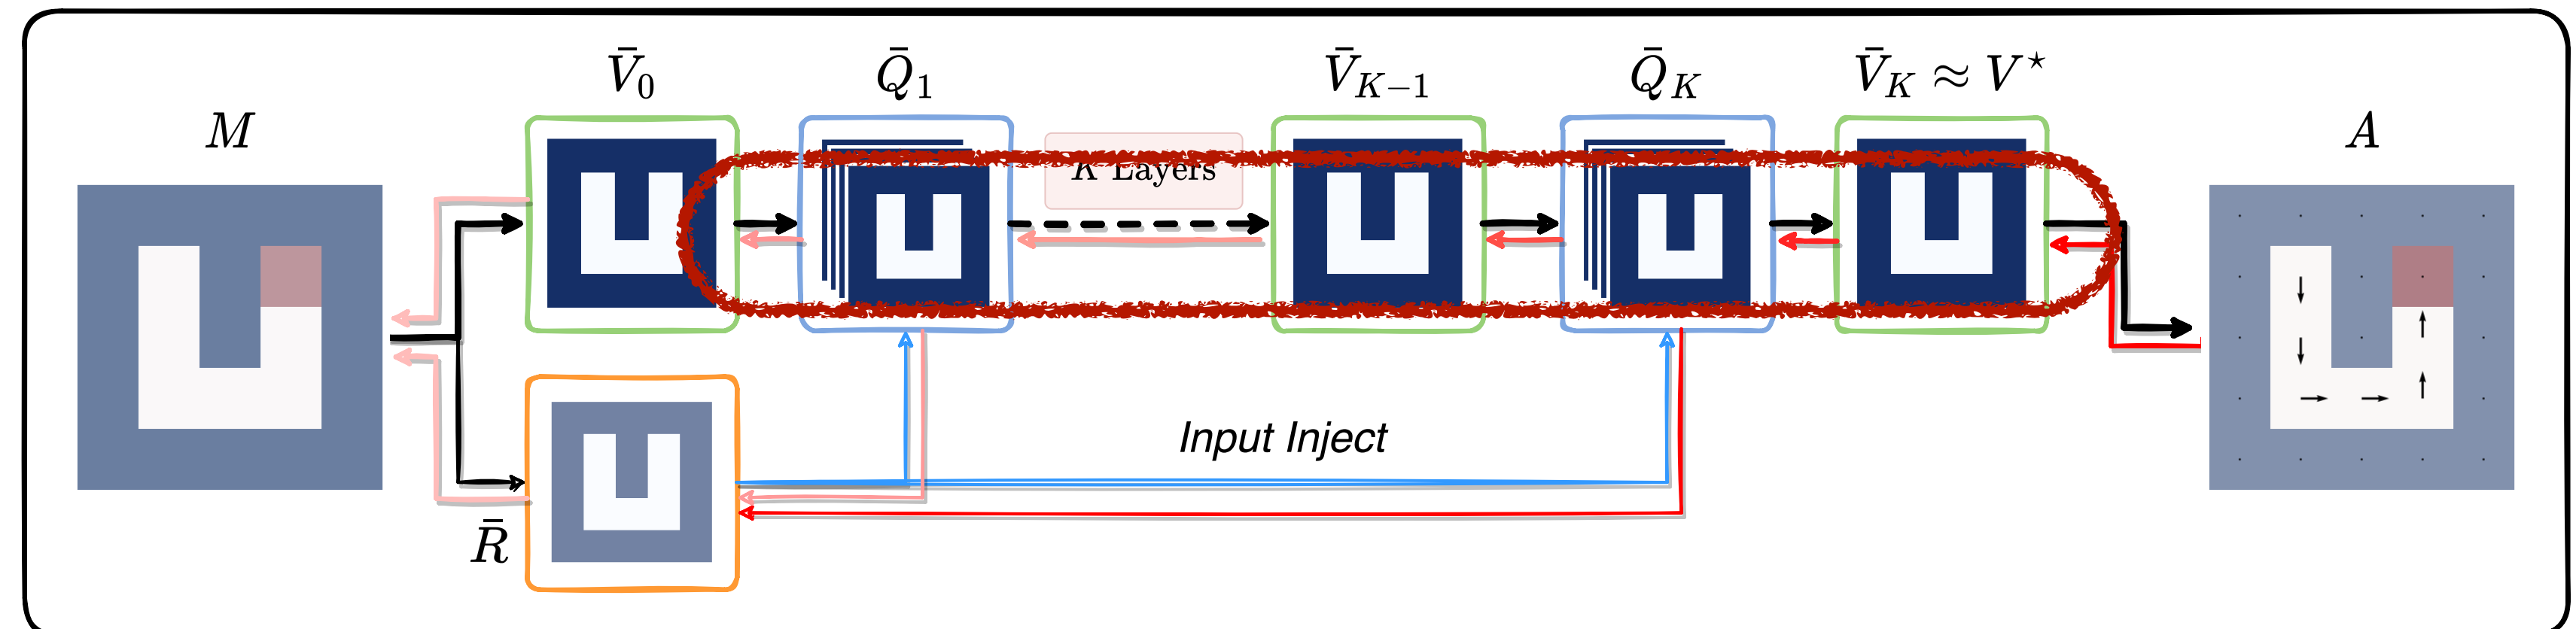 M
V̄₀
Q̄₁
K Layers
V̄_{K−1}
Q̄_K
V̄_K ≈ V*
A
Input Inject
R̄